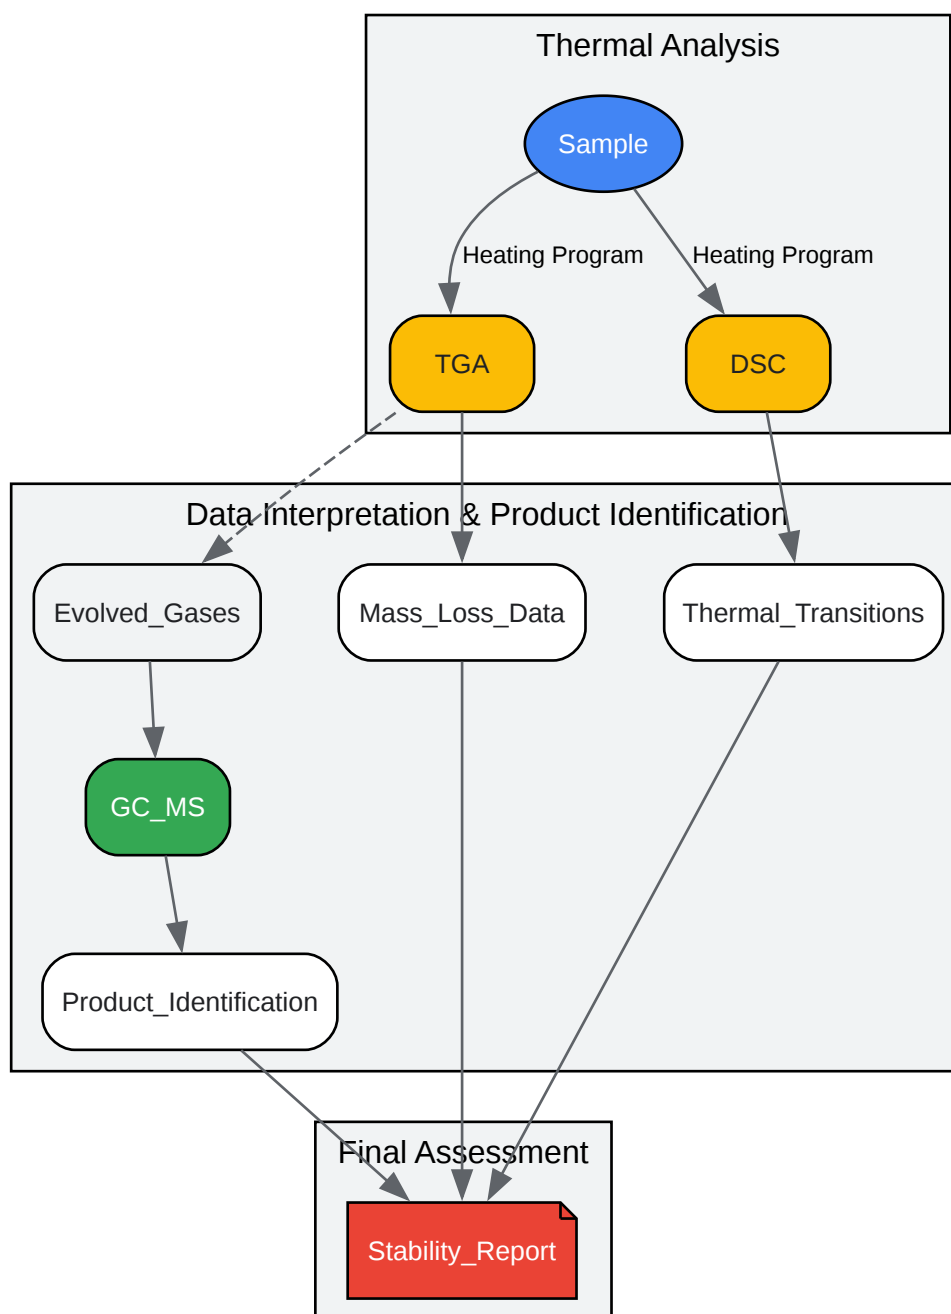 Thermal Analysis
Sample
Heating Program
Heating Program
TGA
DSC
Data Interpretation & Product Identification
Evolved_Gases
Mass_Loss_Data
Thermal_Transitions
GC_MS
Product_Identification
Final Assessment
Stability_Report